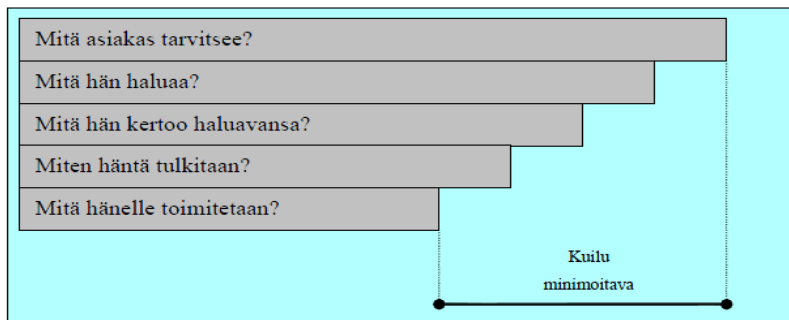 Mitä asiakas tarvitsee?
Mitä hän haluaa?
Mitä hän kertoo haluavansa?
Miten häntä tulkitaan?
Mitä hänelle toimitetaan?
Kuilu
minimoitava